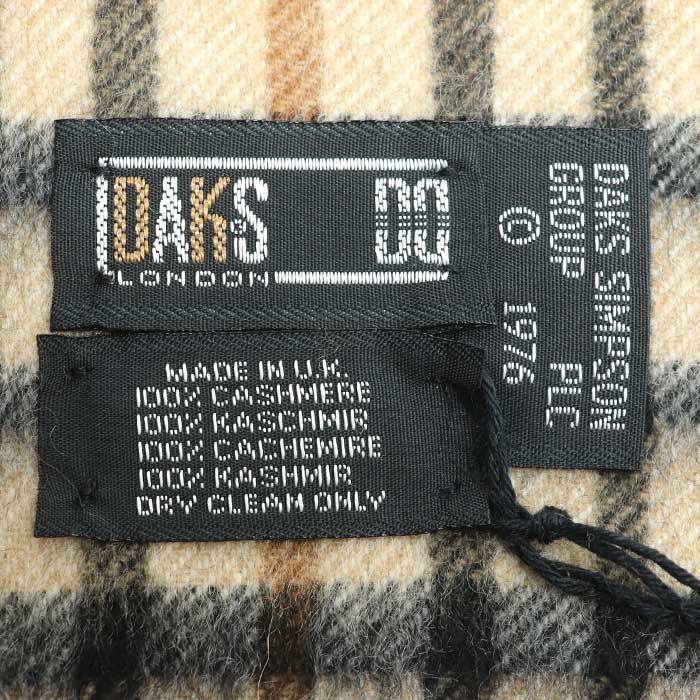 DAKS
LONDON
DD
DAKS SIMPSON
GROUP PLC
© 1976
MADE IN U.K.
100% CASHMERE
100% KASCHMIR
100% CACHEMIRE
100% KASHMIR
DRY CLEAN ONLY